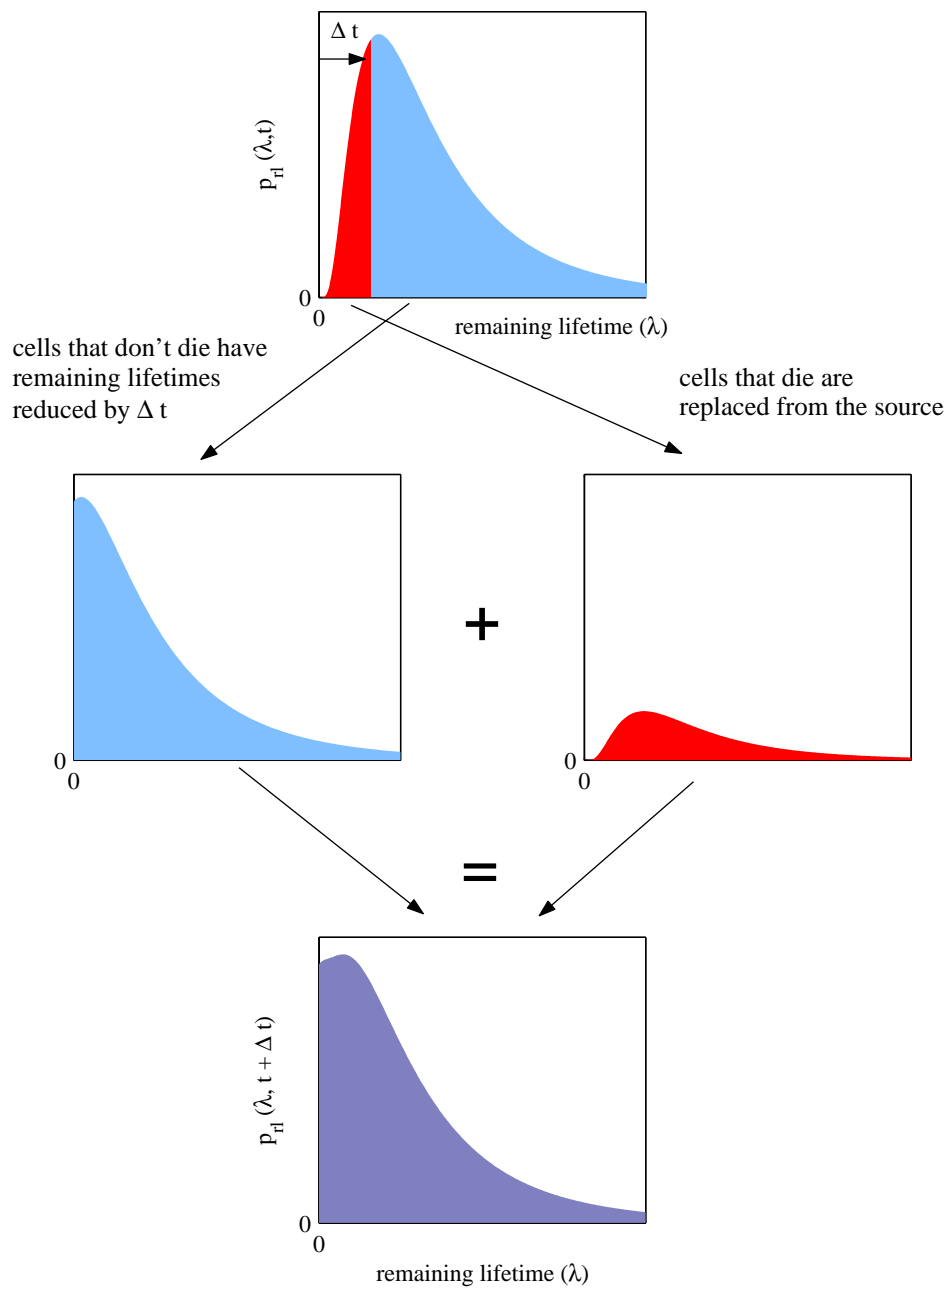 Δ t
p_rl (λ,t)
0
0
remaining lifetime (λ)
cells that don't die have
remaining lifetimes
reduced by Δ t
cells that die are
replaced from the source
0
0
+
0
0
=
p_rl (λ, t + Δ t)
0
0
remaining lifetime (λ)